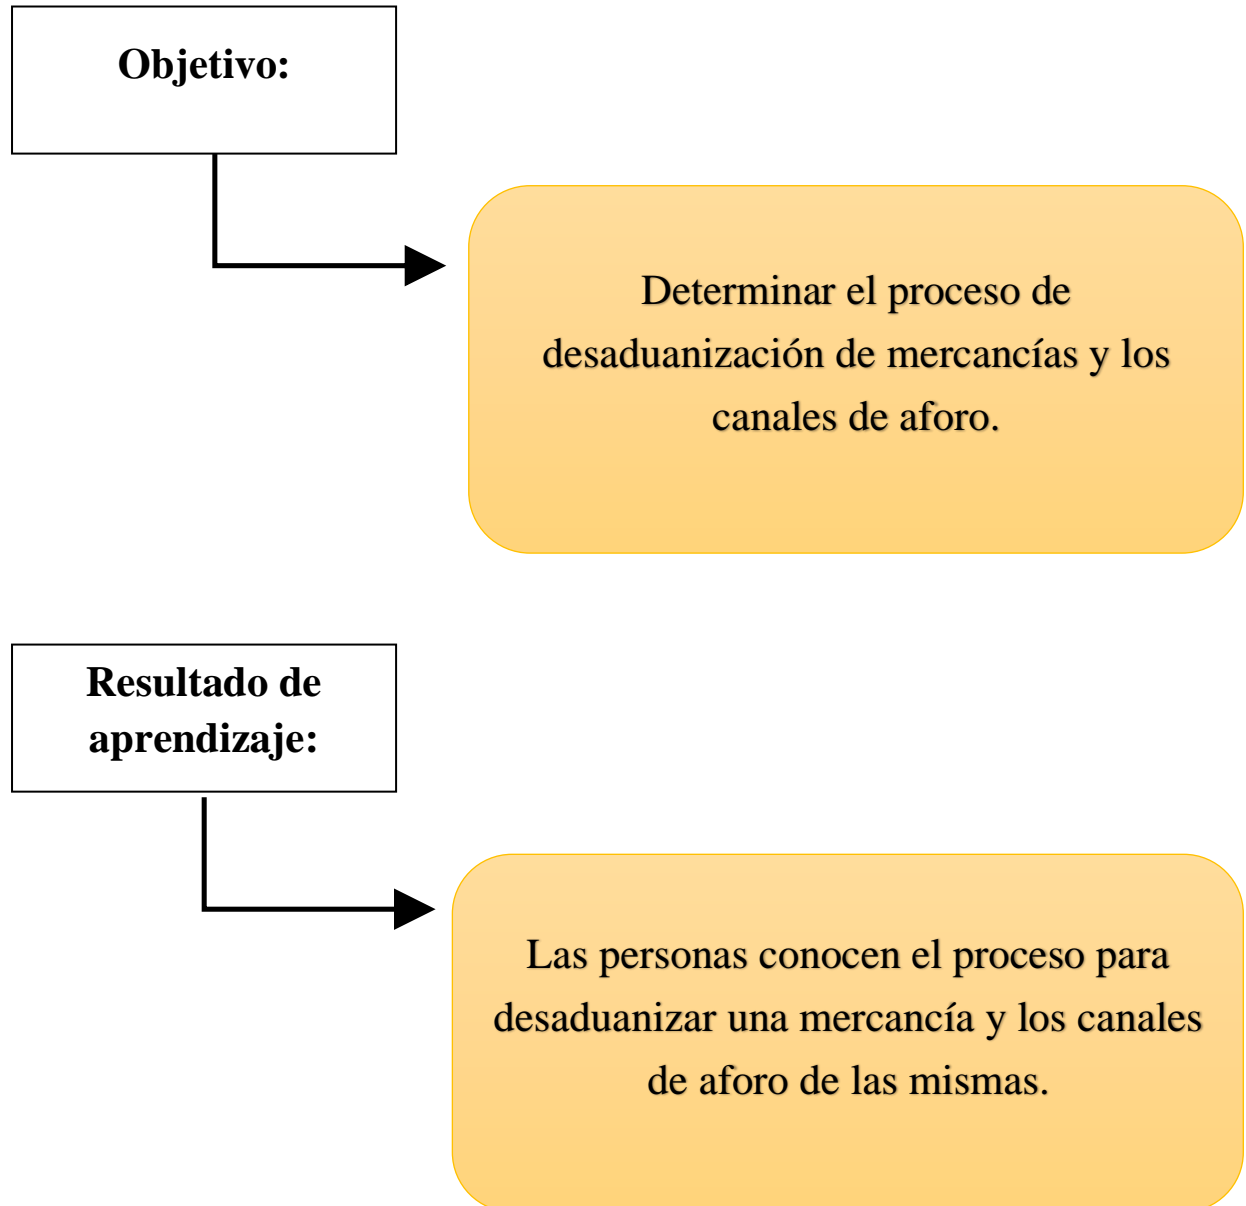 Objetivo:
Determinar el proceso de
desaduanización de mercancías y los
canales de aforo.
Resultado de
aprendizaje:
Las personas conocen el proceso para
desaduanizar una mercancía y los canales
de aforo de las mismas.